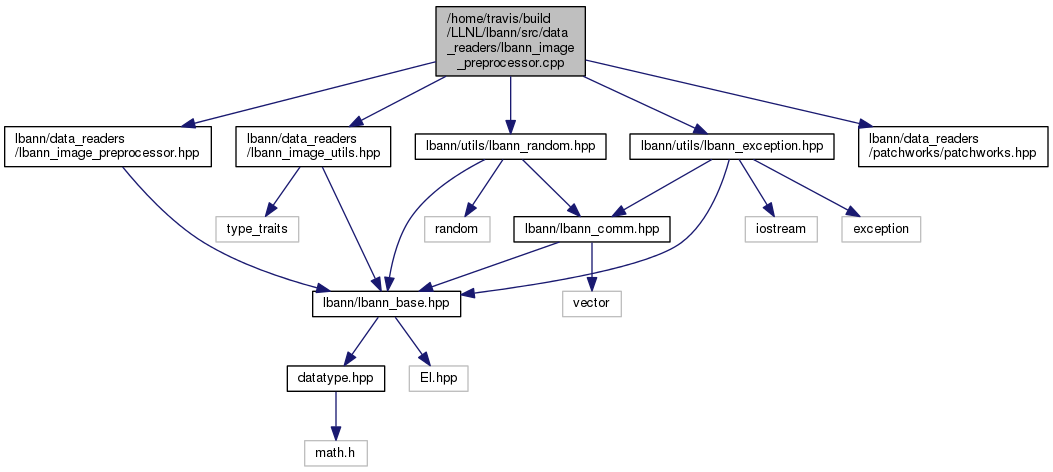 /home/travis/build
/LLNL/lbann/src/data
_readers/lbann_image
_preprocessor.cpp
lbann/data_readers
/lbann_image_preprocessor.hpp
lbann/data_readers
/lbann_image_utils.hpp
lbann/utils/lbann_random.hpp
lbann/utils/lbann_exception.hpp
lbann/data_readers
/patchworks/patchworks.hpp
type_traits
random
lbann/lbann_comm.hpp
iostream
exception
lbann/lbann_base.hpp
vector
datatype.hpp
El.hpp
math.h